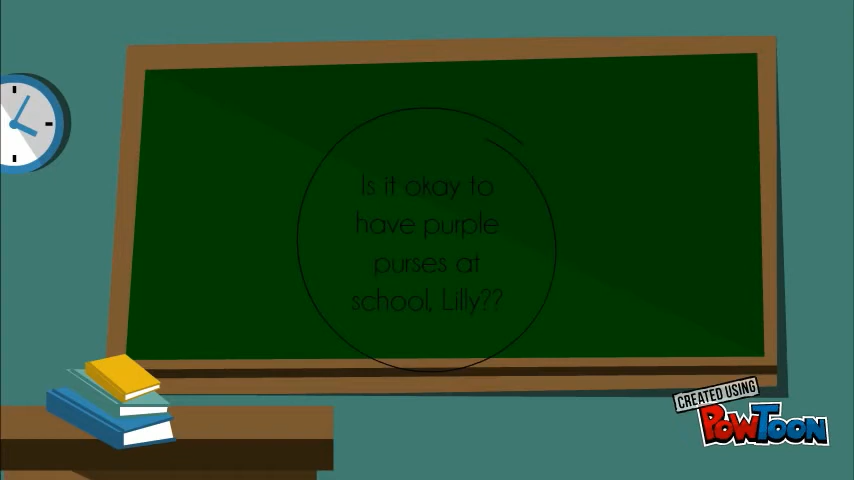 Is it okay to
have purple
purses at
school, Lilly??
CREATED USING
POWTOON